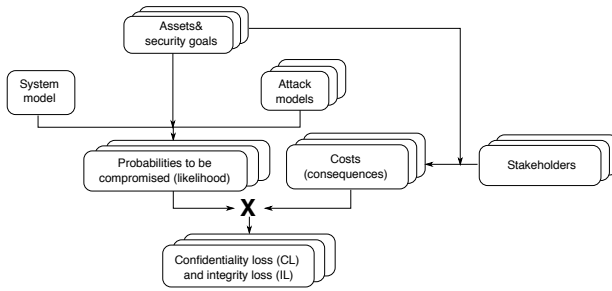 Assets&
security goals
System
model
Attack
models
Probabilities to be
compromised (likelihood)
Costs
(consequences)
Stakeholders
X
Confidentiality loss (CL)
and integrity loss (IL)